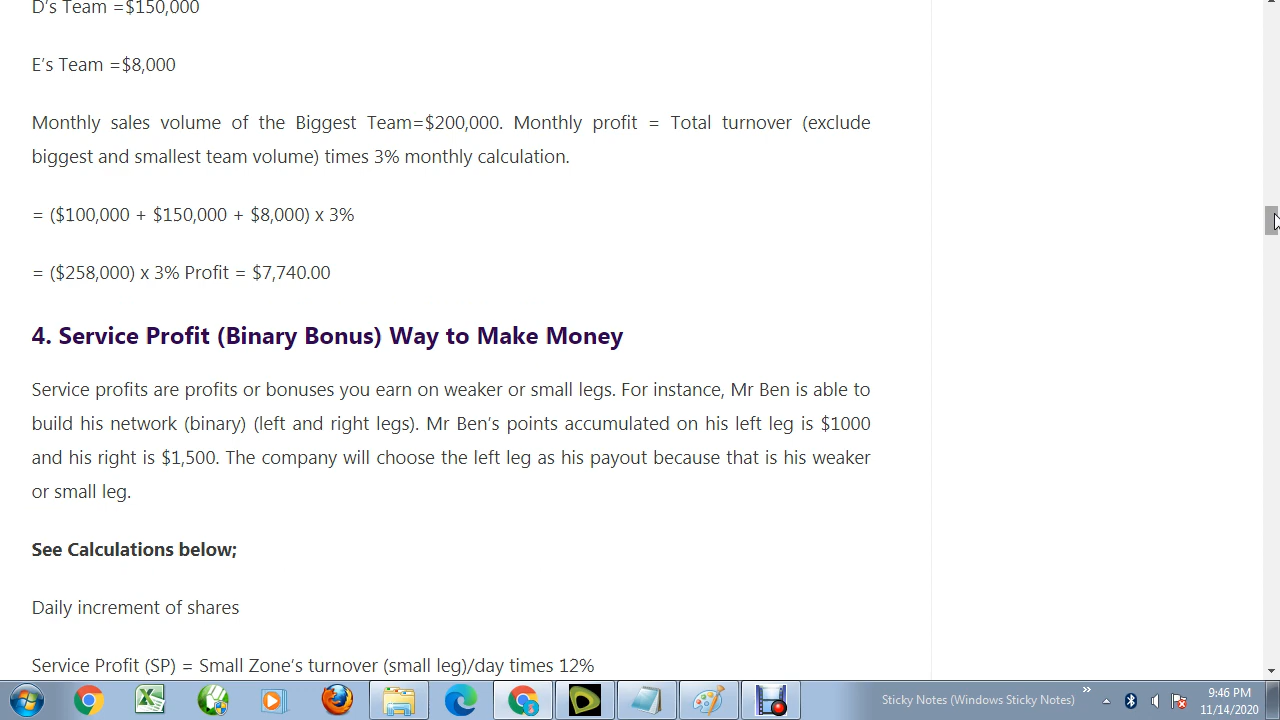 D's Team =$150,000
E's Team =$8,000
Monthly sales volume of the Biggest Team=$200,000. Monthly profit = Total turnover (exclude
biggest and smallest team volume) times 3% monthly calculation.
= ($100,000 + $150,000 + $8,000) x 3%
= ($258,000) x 3% Profit = $7,740.00
4. Service Profit (Binary Bonus) Way to Make Money
Service profits are profits or bonuses you earn on weaker or small legs. For instance, Mr Ben is able to
build his network (binary) (left and right legs). Mr Ben's points accumulated on his left leg is $1000
and his right is $1,500. The company will choose the left leg as his payout because that is his weaker
or small leg.
See Calculations below;
Daily increment of shares
Service Profit (SP) = Small Zone's turnover (small leg)/day times 12%
Sticky Notes (Windows Sticky Notes)
9:46 PM
11/14/2020